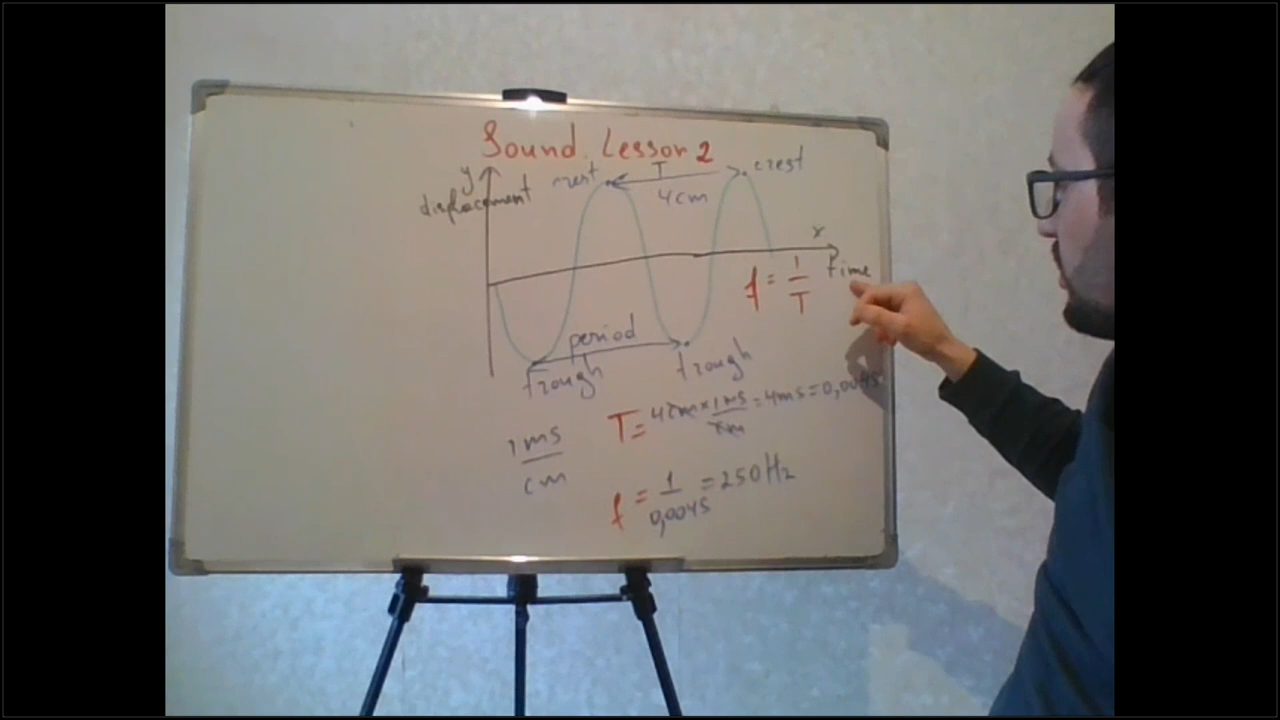 Sound. Lesson 2
y
displacement
crest
T
4cm
crest
x
time
f = 1/T
period
trough
trough
1ms/cm
T = 4cm × 1ms/cm = 4ms = 0,004s
f = 1/0,004s = 250Hz